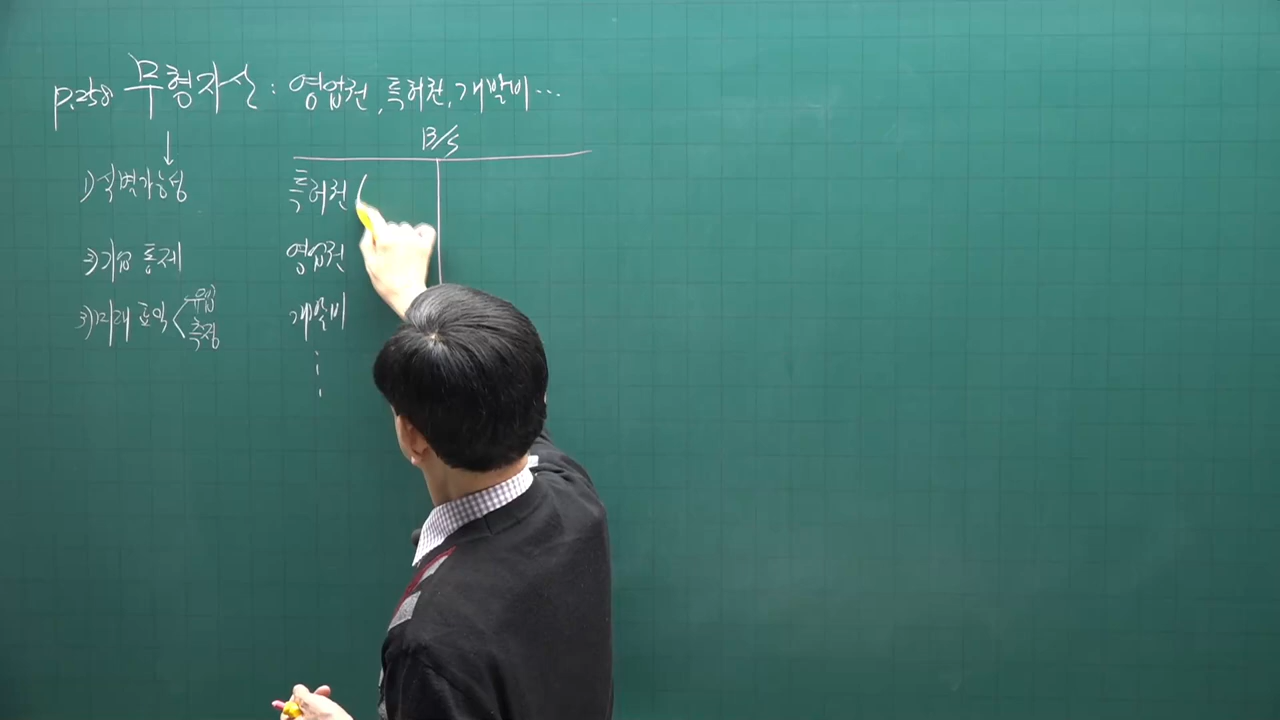 p.258 무형자산 : 영업권, 특허권, 개발비 …
B/S
1) 식별가능성
특허권 (
2) 기업 통제
영업권
3) 미래 효익 < 유입
측정
개발비
⋮